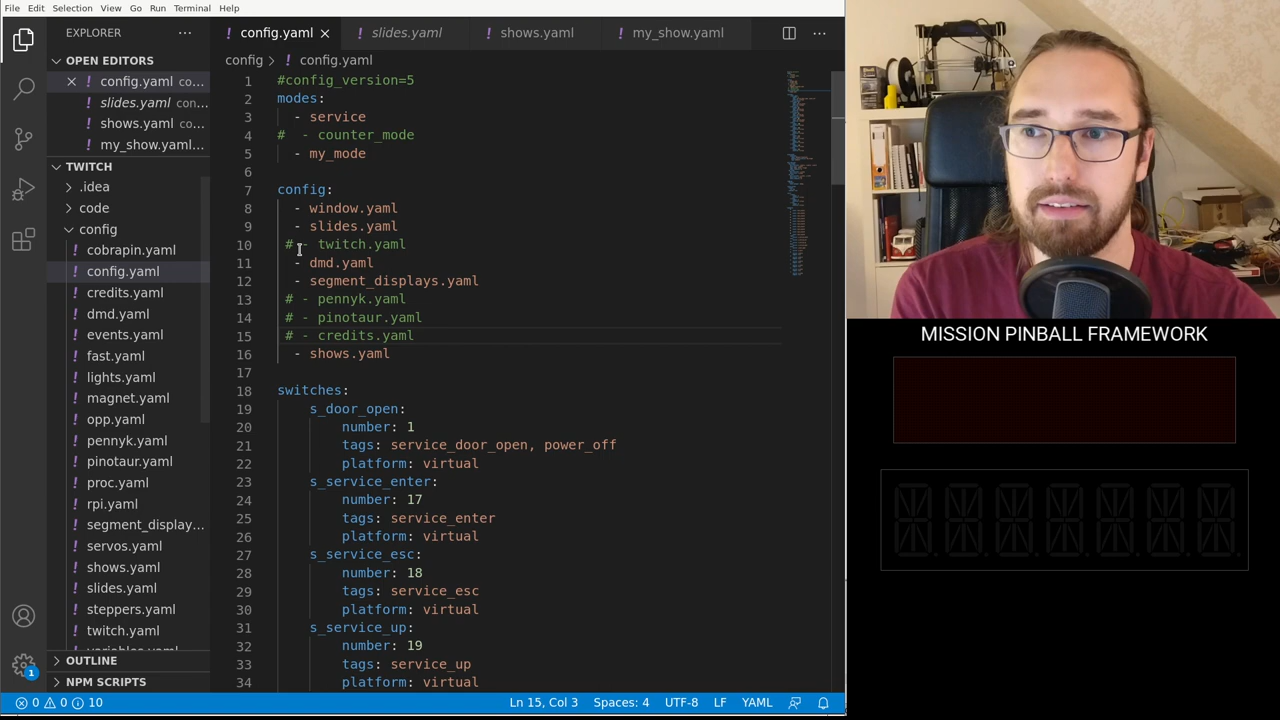 File Edit Selection View Go Run Terminal Help
EXPLORER
OPEN EDITORS
config.yaml co...
slides.yaml con...
shows.yaml co...
my_show.yaml...
TWITCH
.idea
code
config
abrapin.yaml
config.yaml
credits.yaml
dmd.yaml
events.yaml
fast.yaml
lights.yaml
magnet.yaml
opp.yaml
pennyk.yaml
pinotaur.yaml
proc.yaml
rpi.yaml
segment_display...
servos.yaml
shows.yaml
slides.yaml
steppers.yaml
twitch.yaml
OUTLINE
NPM SCRIPTS
config.yaml slides.yaml shows.yaml my_show.yaml
config > config.yaml
1 #config_version=5
2 modes:
3 - service
4 # - counter_mode
5 - my_mode
6
7 config:
8 - window.yaml
9 - slides.yaml
10 # - twitch.yaml
11 - dmd.yaml
12 - segment_displays.yaml
13 # - pennyk.yaml
14 # - pinotaur.yaml
15 # - credits.yaml
16 - shows.yaml
17
18 switches:
19 s_door_open:
20 number: 1
21 tags: service_door_open, power_off
22 platform: virtual
23 s_service_enter:
24 number: 17
25 tags: service_enter
26 platform: virtual
27 s_service_esc:
28 number: 18
29 tags: service_esc
30 platform: virtual
31 s_service_up:
32 number: 19
33 tags: service_up
34 platform: virtual
0 0 10 Ln 15, Col 3 Spaces: 4 UTF-8 LF YAML
1
MISSION PINBALL FRAMEWORK